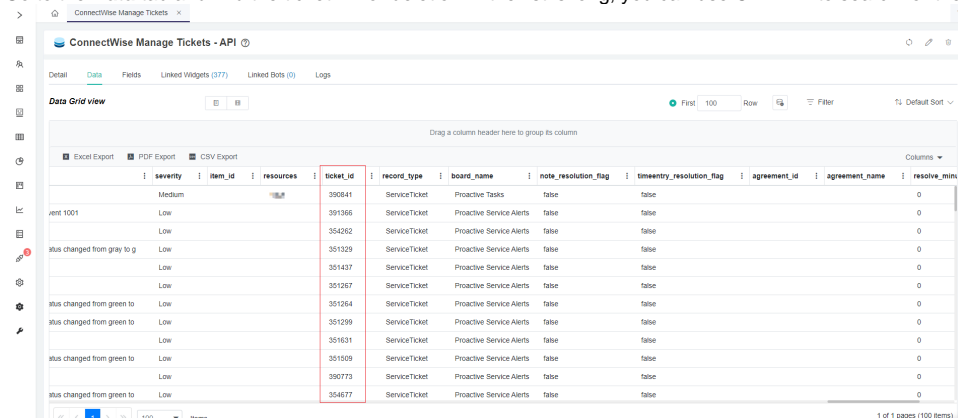 ConnectWise Manage Tickets ×
ConnectWise Manage Tickets - API
Detail Data Fields Linked Widgets (377) Linked Bots (0) Logs
Data Grid view First 100 Row Filter Default Sort
Drag a column header here to group its column
Excel Export PDF Export CSV Export Columns
severity item_id resources ticket_id record_type board_name note_resolution_flag timeentry_resolution_flag agreement_id agreement_name resolve_minu
Medium 390841 ServiceTicket Proactive Tasks false false 0
vent 1001 Low 391366 ServiceTicket Proactive Service Alerts false false 0
Low 354262 ServiceTicket Proactive Service Alerts false false 0
atus changed from gray to g Low 351329 ServiceTicket Proactive Service Alerts false false 0
Low 351437 ServiceTicket Proactive Service Alerts false false 0
Low 351267 ServiceTicket Proactive Service Alerts false false 0
atus changed from green to Low 351264 ServiceTicket Proactive Service Alerts false false 0
atus changed from green to Low 351299 ServiceTicket Proactive Service Alerts false false 0
Low 351631 ServiceTicket Proactive Service Alerts false false 0
atus changed from green to Low 351509 ServiceTicket Proactive Service Alerts false false 0
Low 390773 ServiceTicket Proactive Service Alerts false false 0
atus changed from green to Low 354677 ServiceTicket Proactive Service Alerts false false 0
1 100 1 of 1 pages (100 items)